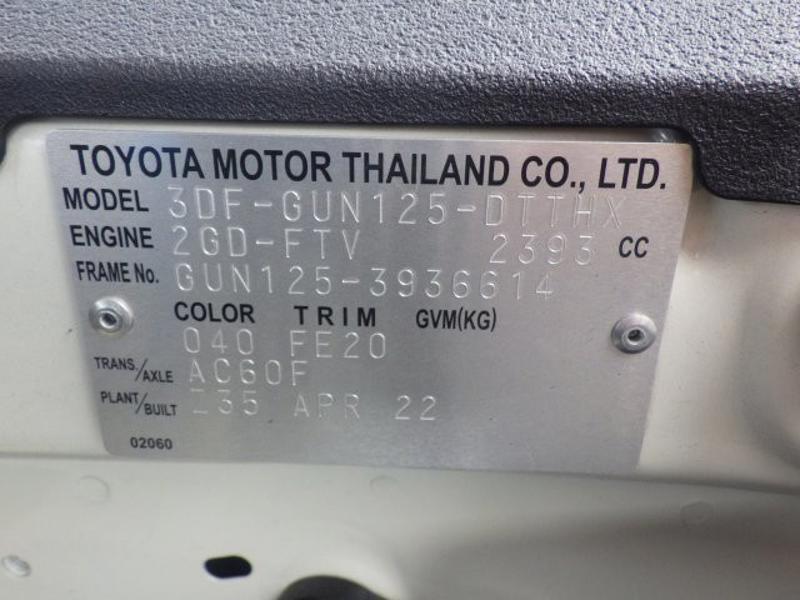 TOYOTA MOTOR THAILAND CO., LTD.
MODEL 3DF-GUN125-DTTHX
ENGINE 2GD-FTV 2393 CC
FRAME No. GUN125-3936614
COLOR TRIM GVM(KG)
040 FE20
TRANS./AXLE AC60F
PLANT/BUILT Z35 APR 22
02060